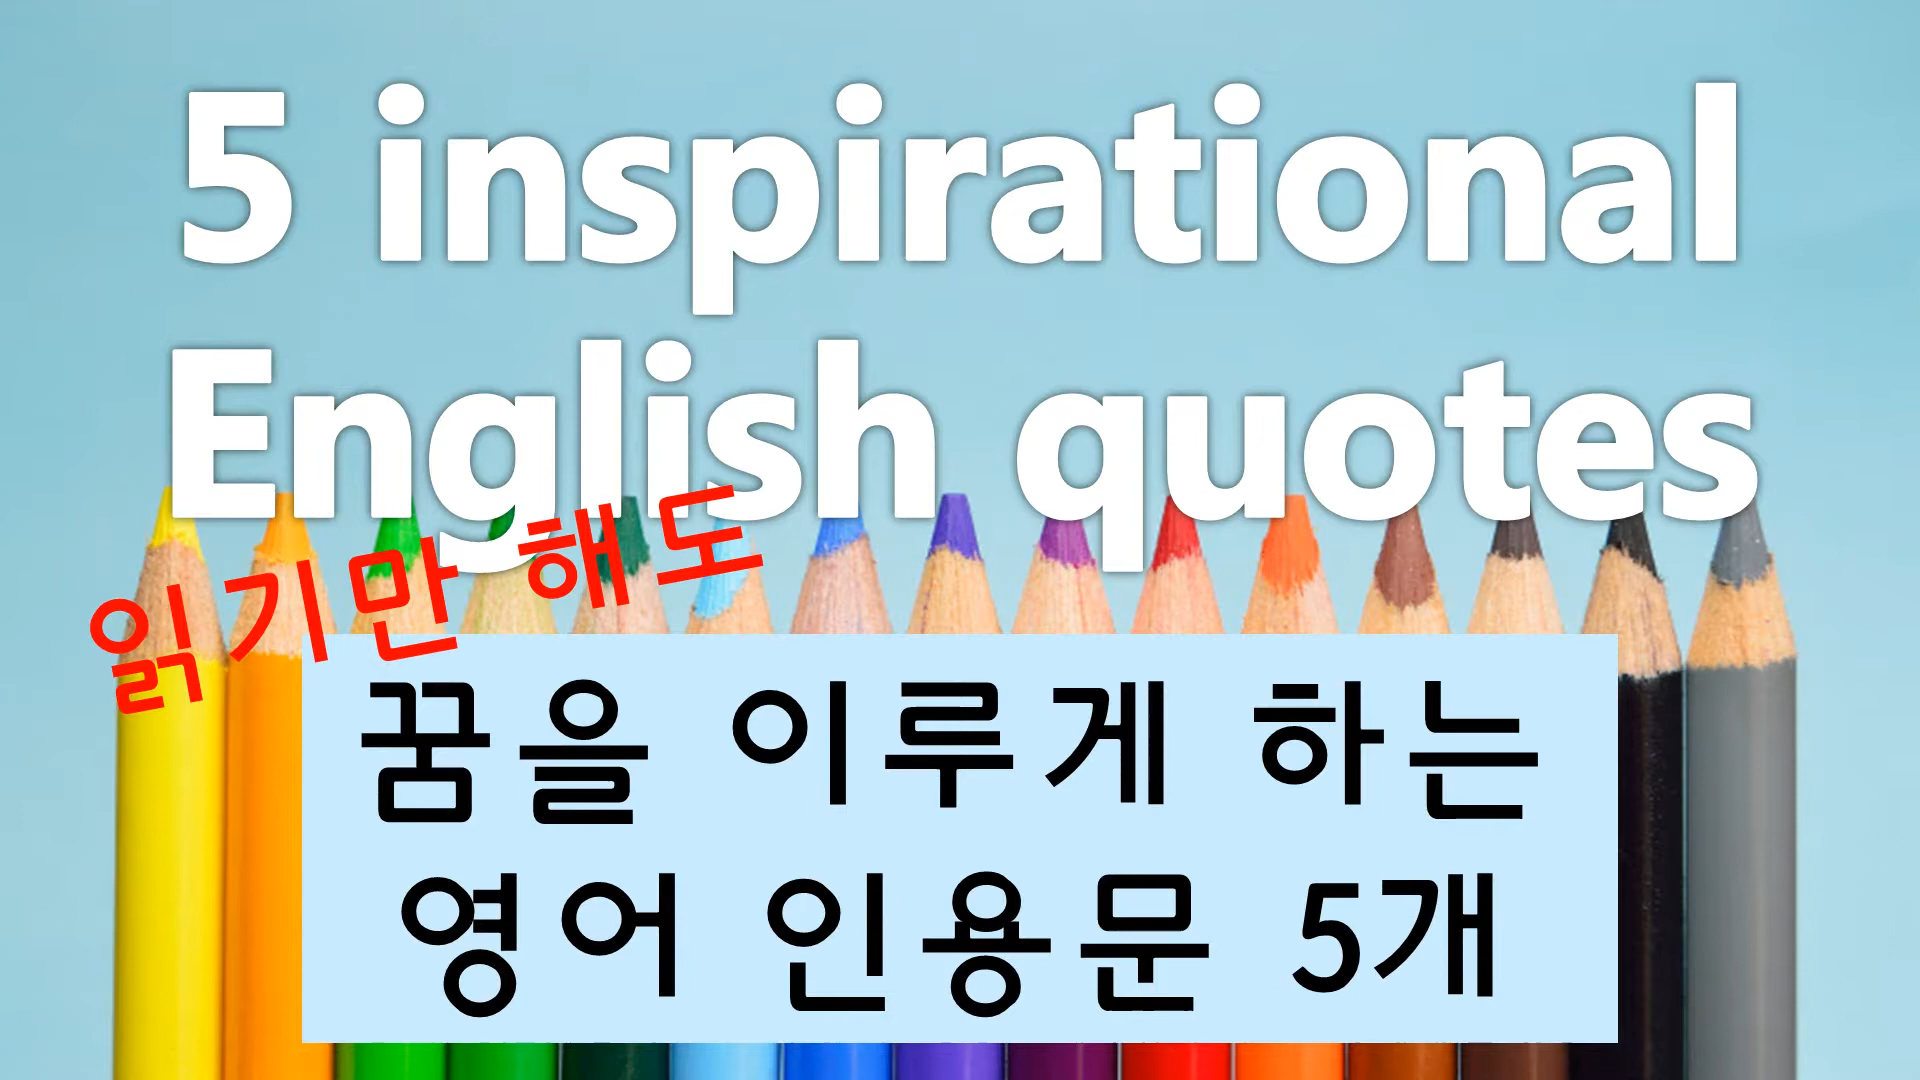 5 inspirational
English quotes
읽기만 해도
꿈을 이루게 하는
영어 인용문 5개